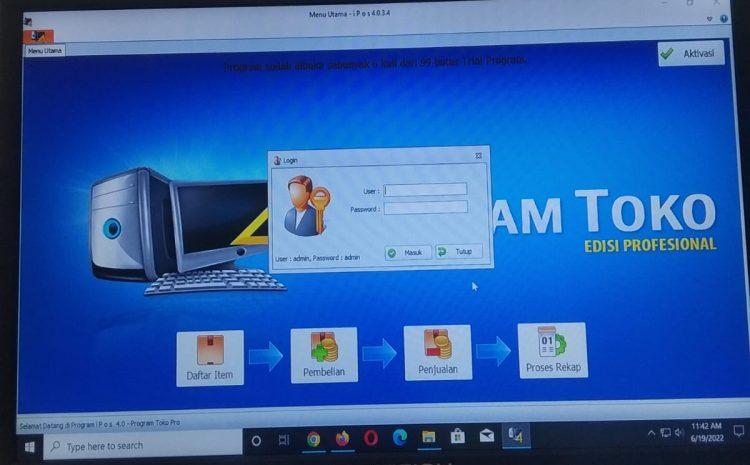 Menu Utama - i P o s 4.0.3.4
Menu Utama
Program sudah dibuka sebanyak 6 kali dari 99 batas Trial Program.
Aktivasi
Login
User :
Password :
User : admin, Password : admin
Masuk
Tutup
AM TOKO
EDISI PROFESIONAL
Daftar Item
Pembelian
Penjualan
01
Proses Rekap
Selamat Datang di Program i P o s 4.0 - Program Toko Pro
Type here to search
11:42 AM
6/19/2022